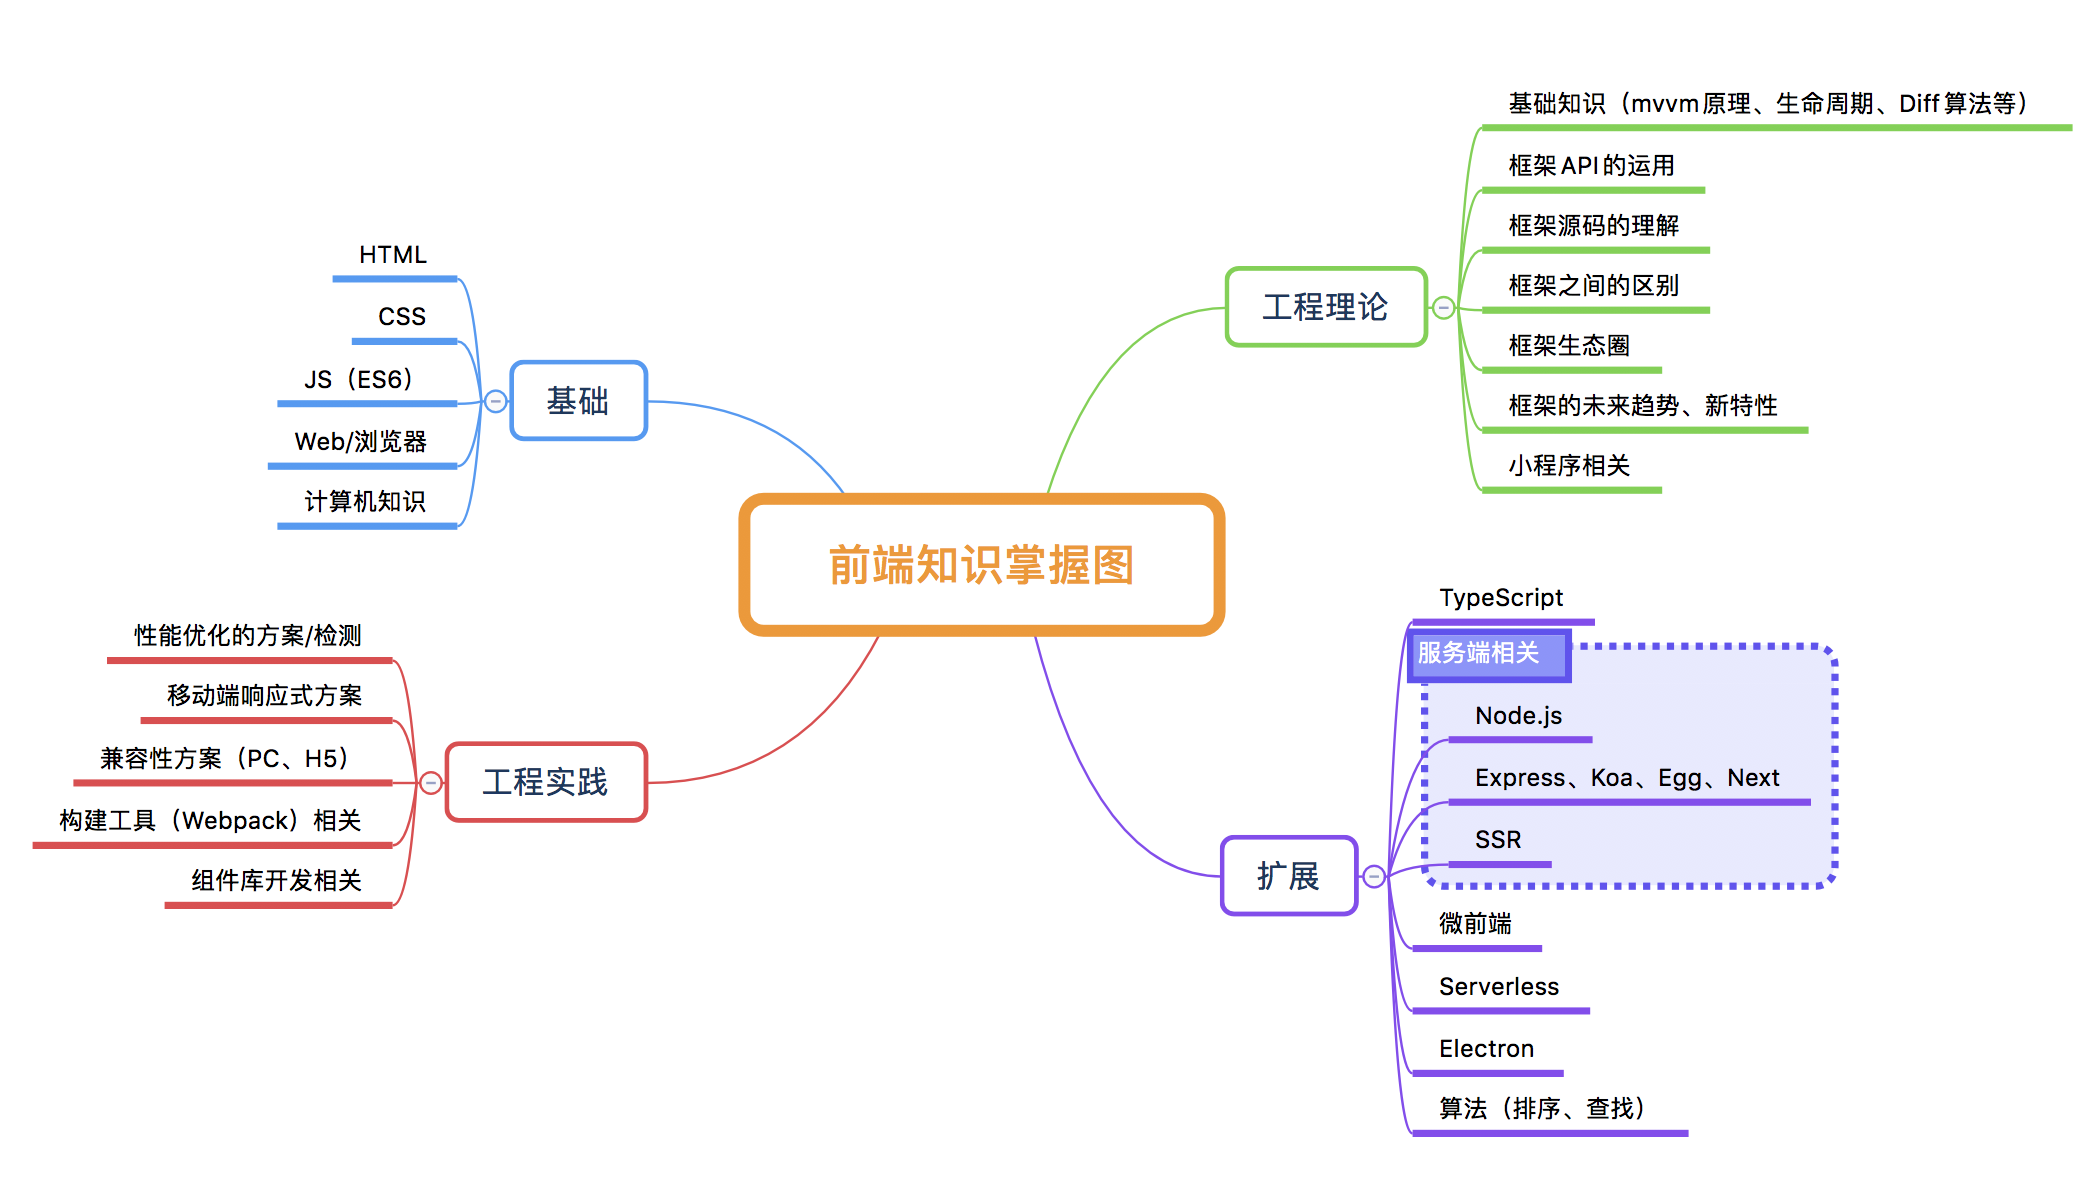 前端知识掌握图
基础
HTML
CSS
JS（ES6）
Web/浏览器
计算机知识
工程理论
基础知识（mvvm原理、生命周期、Diff算法等）
框架API的运用
框架源码的理解
框架之间的区别
框架生态圈
框架的未来趋势、新特性
小程序相关
工程实践
性能优化的方案/检测
移动端响应式方案
兼容性方案（PC、H5）
构建工具（Webpack）相关
组件库开发相关
扩展
TypeScript
服务端相关
Node.js
Express、Koa、Egg、Next
SSR
微前端
Serverless
Electron
算法（排序、查找）